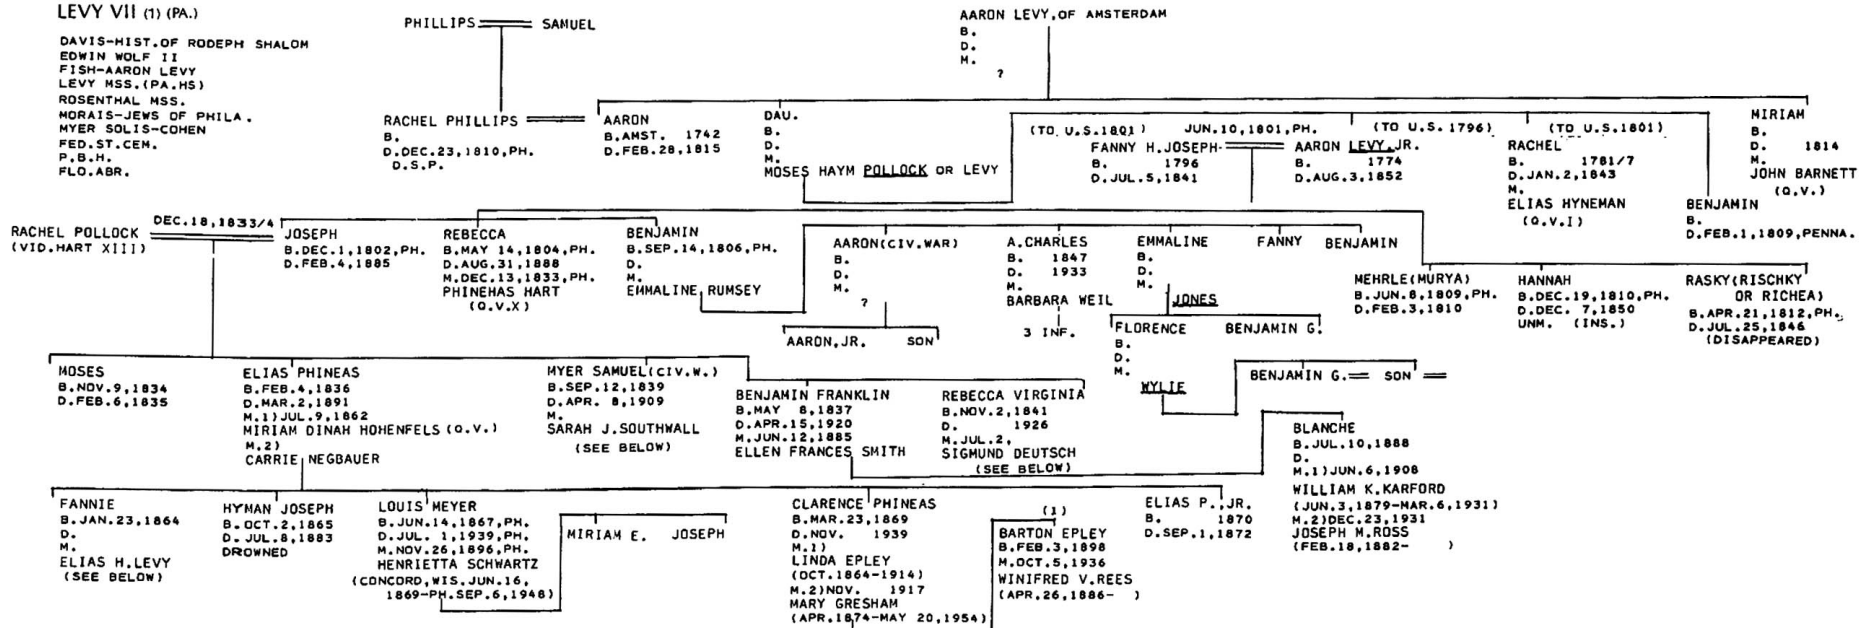 LEVY VII (1) (PA.)
DAVIS-HIST.OF RODEPH SHALOM
EDWIN WOLF II
FISH-AARON LEVY
LEVY MSS.(PA.HS)
ROSENTHAL MSS.
MORAIS-JEWS OF PHILA.
MYER SOLIS-COHEN
FED.ST.CEM.
P.B.H.
FLO.ABR.
PHILLIPS SAMUEL
AARON LEVY,OF AMSTERDAM
B.
D.
M.
?
RACHEL PHILLIPS
B.
D.DEC.23,1810,PH.
D.S.P.
AARON
B.AMST. 1742
D.FEB.28,1815
DAU.
B.
D.
M.
MOSES HAYM POLLOCK OR LEVY
(TO U.S.1801) JUN.10,1801,PH. (TO U.S.1796) (TO U.S.1801)
FANNY H.JOSEPH
B. 1796
D.JUL.5,1841
AARON LEVY,JR.
B. 1774
D.AUG.3,1852
RACHEL
B. 1781/7
D.JAN.2,1843
M.
ELIAS HYNEMAN
(Q.V.I)
BENJAMIN
B.
D.FEB.1,1809,PENNA.
MIRIAM
B.
D. 1814
M.
JOHN BARNETT
(Q.V.)
RACHEL POLLOCK
(VID.HART XIII)
DEC.18,1833/4
JOSEPH
B.DEC.1,1802,PH.
D.FEB.4,1885
REBECCA
B.MAY 14,1804,PH.
D.AUG.31,1888
M.DEC.13,1833,PH.
PHINEHAS HART
(Q.V.X)
BENJAMIN
B.SEP.14,1806,PH.
D.
M.
EMMALINE RUMSEY
AARON(CIV.WAR)
B.
D.
M.
?
AARON,JR. SON
A.CHARLES
B. 1847
D. 1933
M.
BARBARA WEIL
3 INF.
EMMALINE
B.
D.
M.
JONES
FANNY
BENJAMIN
FLORENCE
B.
D.
M.
WYLIE
BENJAMIN G.
BENJAMIN G. SON
MEHRLE(MURYA)
B.JUN.8,1809,PH.
D.FEB.3,1810
HANNAH
B.DEC.19,1810,PH.
D.DEC. 7,1850
UNM. (INS.)
RASKY(RISCHKY
OR RICHEA)
B.APR.21,1812,PH.
D.JUL.25,1846
(DISAPPEARED)
MOSES
B.NOV.9,1834
D.FEB.6,1835
ELIAS PHINEAS
B.FEB.4,1836
D.MAR.2,1891
M.1)JUL.9,1862
MIRIAM DINAH HOHENFELS (Q.V.)
M.2)
CARRIE NEGBAUER
MYER SAMUEL(CIV.W.)
B.SEP.12,1839
D.APR. 8,1909
M.
SARAH J.SOUTHWALL
(SEE BELOW)
BENJAMIN FRANKLIN
B.MAY 8,1837
D.APR.15,1920
M.JUN.12,1885
ELLEN FRANCES SMITH
REBECCA VIRGINIA
B.NOV.2,1841
D. 1926
M.JUL.2,
SIGMUND DEUTSCH
(SEE BELOW)
BLANCHE
B.JUL.10,1888
D.
M.1)JUN.6,1908
WILLIAM K.KARFORD
(JUN.3,1879-MAR.6,1931)
M.2)DEC.23,1931
JOSEPH M.ROSS
(FEB.18,1882- )
FANNIE
B.JAN.23,1864
D.
M.
ELIAS H.LEVY
(SEE BELOW)
HYMAN JOSEPH
B.OCT.2,1865
D.JUL.8,1883
DROWNED
LOUIS MEYER
B.JUN.14,1867,PH.
D.JUL. 1,1939,PH.
M.NOV.26,1896,PH.
HENRIETTA SCHWARTZ
(CONCORD,WIS.JUN.16,
1869-PH.SEP.6,1948)
MIRIAM E. JOSEPH
CLARENCE PHINEAS
B.MAR.23,1869
D.NOV. 1939
M.1)
LINDA EPLEY
(OCT.1864-1914)
M.2)NOV. 1917
MARY GRESHAM
(APR.1874-MAY 20,1954)
(1)
BARTON EPLEY
B.FEB.3,1898
M.OCT.5,1936
WINIFRED V.REES
(APR.26,1886- )
ELIAS P.,JR.
B. 1870
D.SEP.1,1872